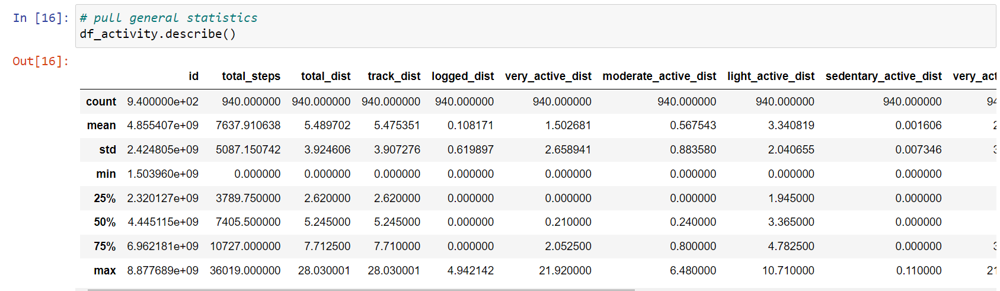 In [16]: # pull general statistics
df_activity.describe()
Out[16]:
id total_steps total_dist track_dist logged_dist very_active_dist moderate_active_dist light_active_dist sedentary_active_dist very_act
count 9.400000e+02 940.000000 940.000000 940.000000 940.000000 940.000000 940.000000 940.000000 940.000000 94
mean 4.855407e+09 7637.910638 5.489702 5.475351 0.108171 1.502681 0.567543 3.340819 0.001606 2
std 2.424805e+09 5087.150742 3.924606 3.907276 0.619897 2.658941 0.883580 2.040655 0.007346 3
min 1.503960e+09 0.000000 0.000000 0.000000 0.000000 0.000000 0.000000 0.000000 0.000000
25% 2.320127e+09 3789.750000 2.620000 2.620000 0.000000 0.000000 0.000000 1.945000 0.000000
50% 4.445115e+09 7405.500000 5.245000 5.245000 0.000000 0.210000 0.240000 3.365000 0.000000
75% 6.962181e+09 10727.000000 7.712500 7.710000 0.000000 2.052500 0.800000 4.782500 0.000000 3
max 8.877689e+09 36019.000000 28.030001 28.030001 4.942142 21.920000 6.480000 10.710000 0.110000 21